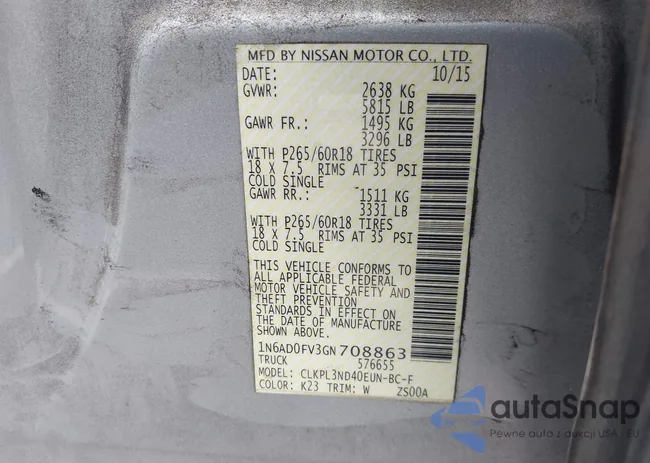 MFD BY NISSAN MOTOR CO., LTD.
DATE: 10/15
GVWR: 2638 KG
5815 LB
GAWR FR.: 1495 KG
3296 LB
WITH P265/60R18 TIRES
18 X 7.5 RIMS AT 35 PSI
COLD SINGLE
GAWR RR.: 1511 KG
3331 LB
WITH P265/60R18 TIRES
18 X 7.5 RIMS AT 35 PSI
COLD SINGLE
THIS VEHICLE CONFORMS TO
ALL APPLICABLE FEDERAL
MOTOR VEHICLE SAFETY AND
THEFT PREVENTION
STANDARDS IN EFFECT ON
THE DATE OF MANUFACTURE
SHOWN ABOVE.
1N6AD0FV3GN708863
TRUCK 576655
MODEL: CLKPL3ND40EUN-BC-F
COLOR: K23 TRIM: W ZS00A
autaSnap
Pewne auta z aukcji USA i EU